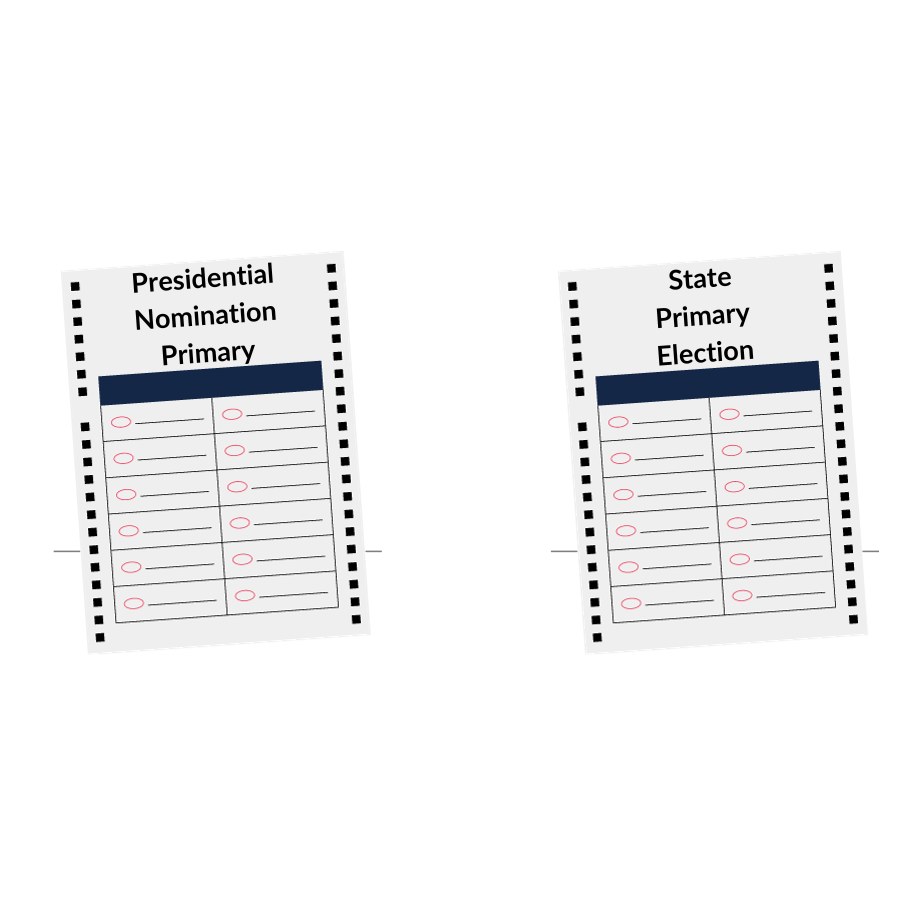 Presidential
Nomination
Primary
State
Primary
Election